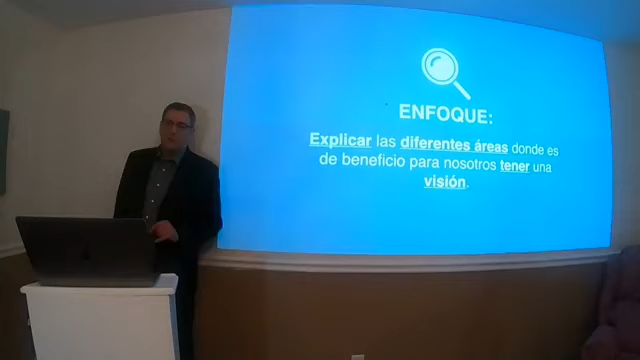 ENFOQUE:
Explicar las diferentes áreas donde es
de beneficio para nosotros tener una
visión.